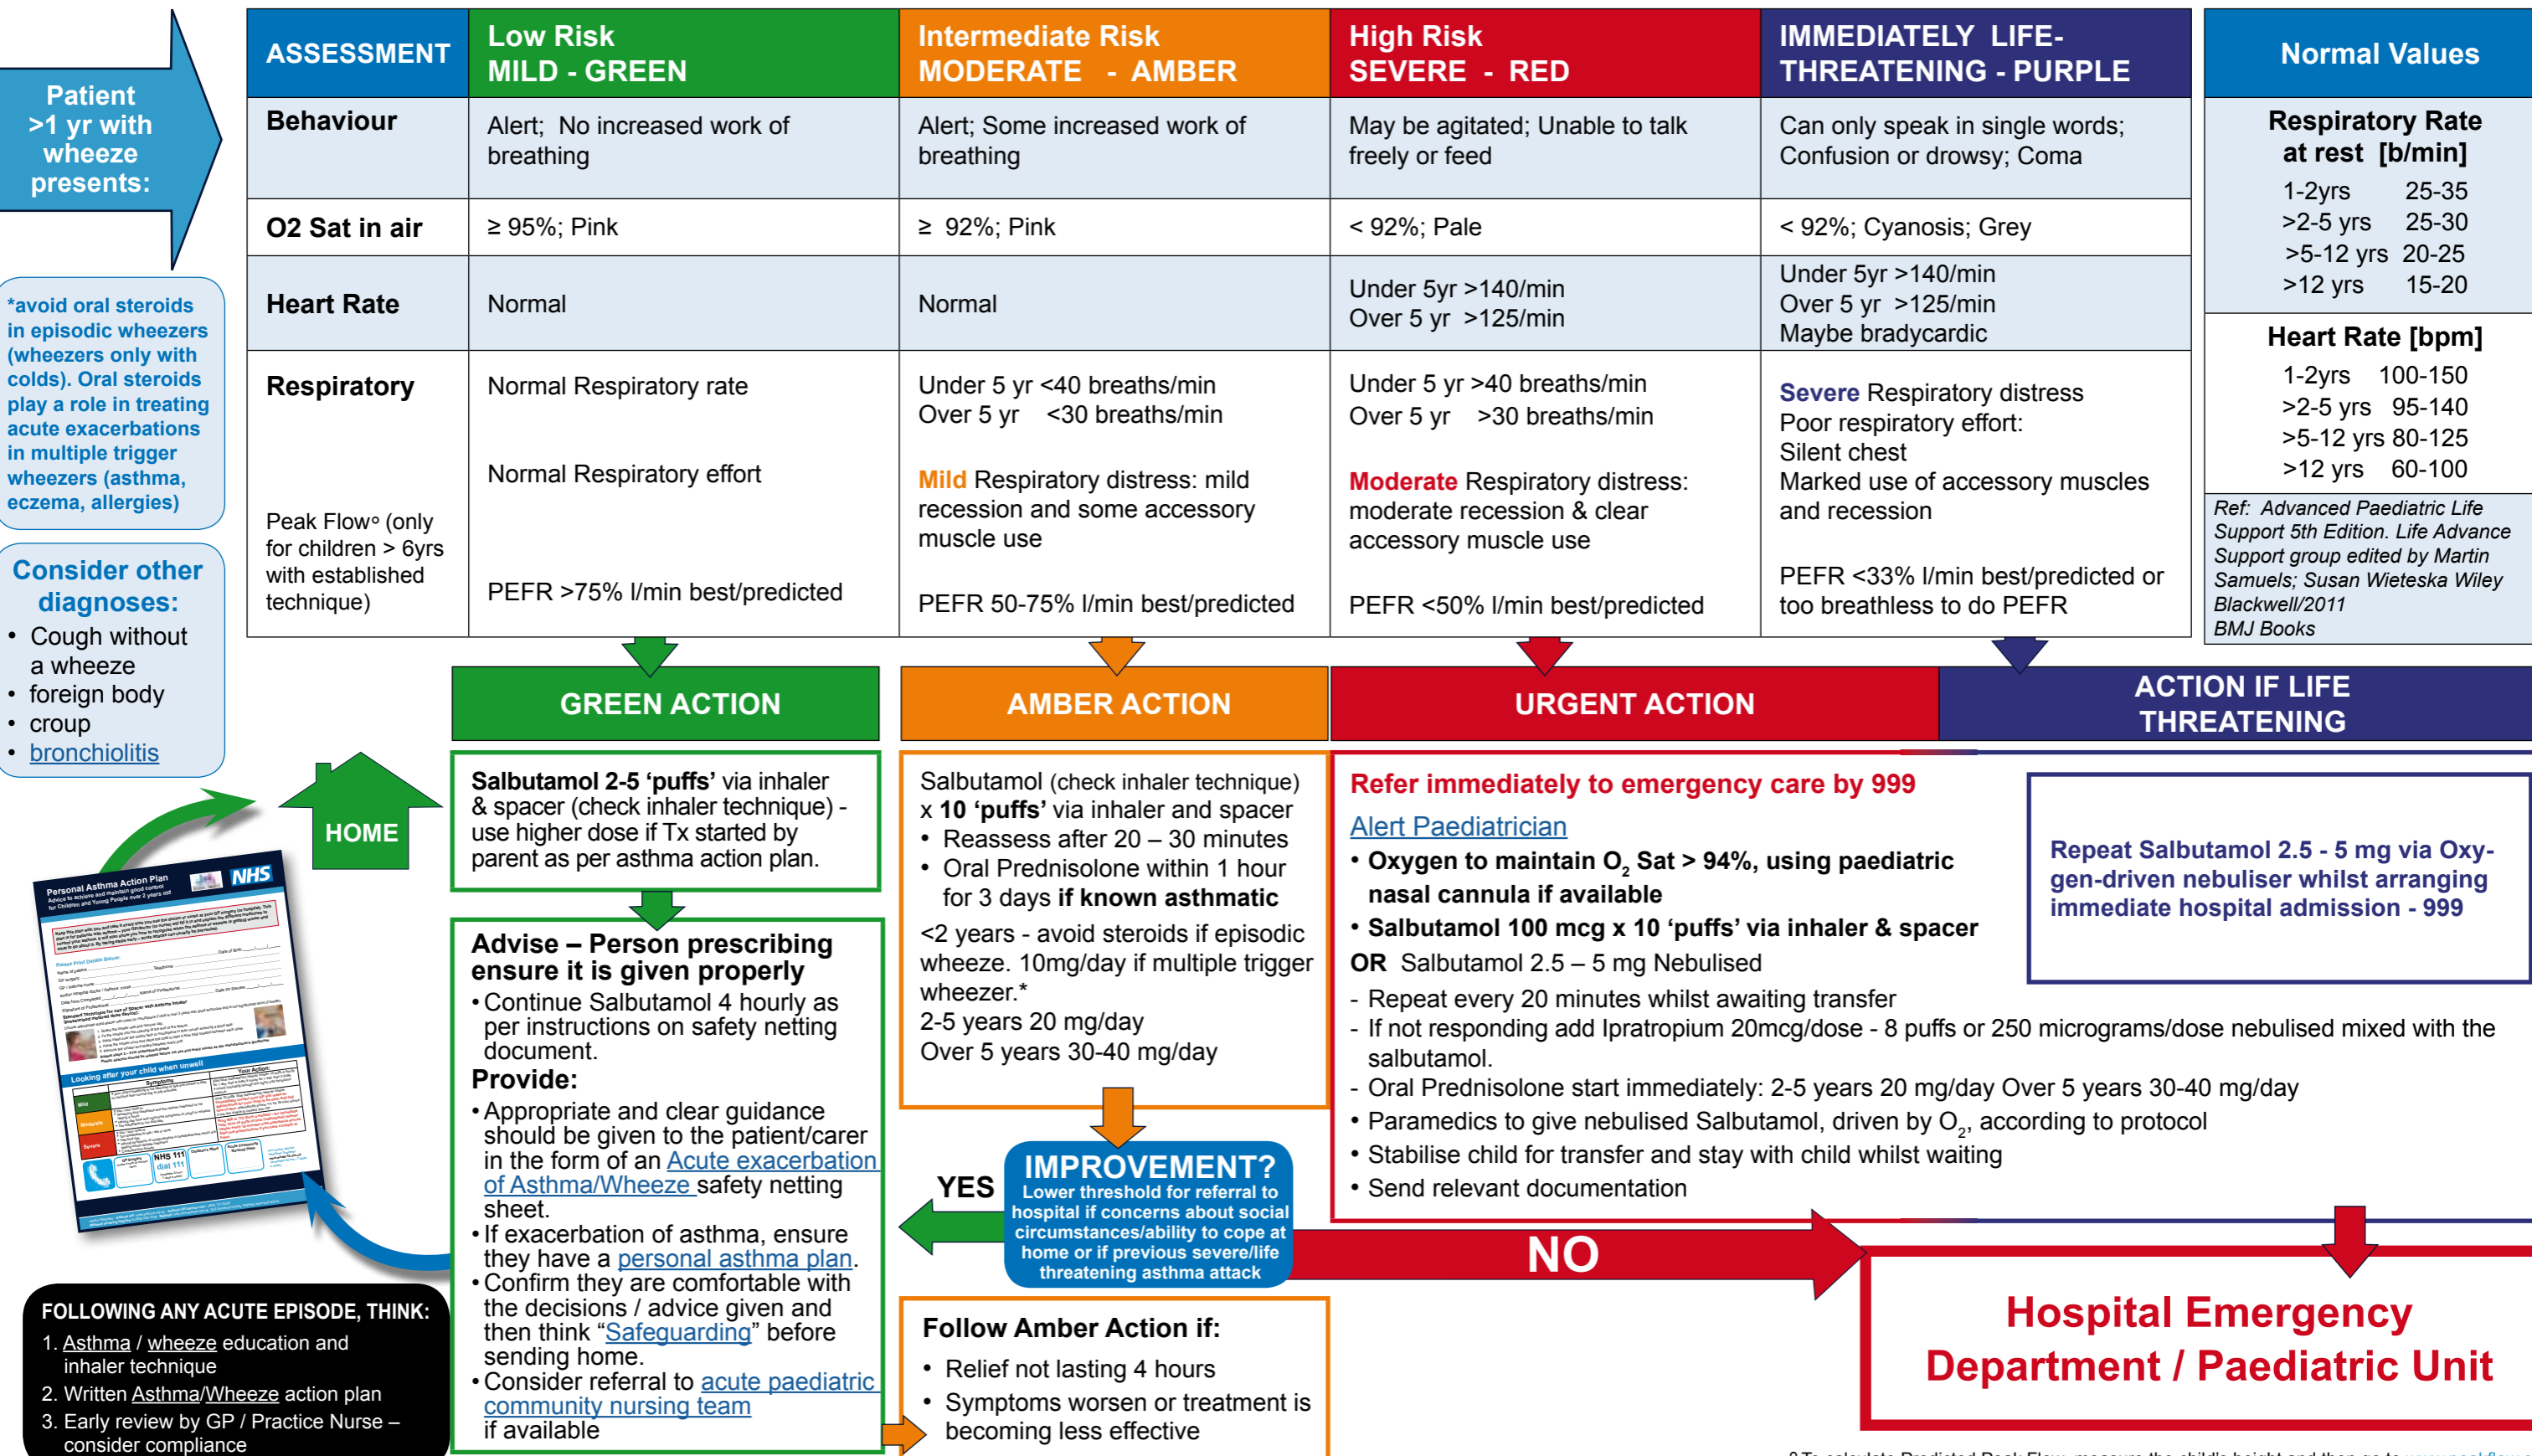 Patient
>1 yr with
wheeze
presents:
*avoid oral steroids
in episodic wheezers
(wheezers only with
colds). Oral steroids
play a role in treating
acute exacerbations
in multiple trigger
wheezers (asthma,
eczema, allergies)
Consider other
diagnoses:
• Cough without
a wheeze
• foreign body
• croup
• bronchiolitis
ASSESSMENT
Low Risk
MILD - GREEN
Intermediate Risk
MODERATE - AMBER
High Risk
SEVERE - RED
IMMEDIATELY LIFE-
THREATENING - PURPLE
Behaviour
Alert; No increased work of
breathing
Alert; Some increased work of
breathing
May be agitated; Unable to talk
freely or feed
Can only speak in single words;
Confusion or drowsy; Coma
O2 Sat in air
≥ 95%; Pink
≥ 92%; Pink
< 92%; Pale
< 92%; Cyanosis; Grey
Heart Rate
Normal
Normal
Under 5yr >140/min
Over 5 yr >125/min
Under 5yr >140/min
Over 5 yr >125/min
Maybe bradycardic
Respiratory
Peak Flow° (only
for children > 6yrs
with established
technique)
Normal Respiratory rate
Normal Respiratory effort
PEFR >75% l/min best/predicted
Under 5 yr <40 breaths/min
Over 5 yr <30 breaths/min
Mild Respiratory distress: mild
recession and some accessory
muscle use
PEFR 50-75% l/min best/predicted
Under 5 yr >40 breaths/min
Over 5 yr >30 breaths/min
Moderate Respiratory distress:
moderate recession & clear
accessory muscle use
PEFR <50% l/min best/predicted
Severe Respiratory distress
Poor respiratory effort:
Silent chest
Marked use of accessory muscles
and recession
PEFR <33% l/min best/predicted or
too breathless to do PEFR
Normal Values
Respiratory Rate
at rest [b/min]
1-2yrs 25-35
>2-5 yrs 25-30
>5-12 yrs 20-25
>12 yrs 15-20
Heart Rate [bpm]
1-2yrs 100-150
>2-5 yrs 95-140
>5-12 yrs 80-125
>12 yrs 60-100
Ref: Advanced Paediatric Life
Support 5th Edition. Life Advance
Support group edited by Martin
Samuels; Susan Wieteska Wiley
Blackwell/2011
BMJ Books
GREEN ACTION
Salbutamol 2-5 ‘puffs’ via inhaler
& spacer (check inhaler technique) -
use higher dose if Tx started by
parent as per asthma action plan.
Advise – Person prescribing
ensure it is given properly
• Continue Salbutamol 4 hourly as
per instructions on safety netting
document.
Provide:
• Appropriate and clear guidance
should be given to the patient/carer
in the form of an Acute exacerbation
of Asthma/Wheeze safety netting
sheet.
• If exacerbation of asthma, ensure
they have a personal asthma plan.
• Confirm they are comfortable with
the decisions / advice given and
then think “Safeguarding” before
sending home.
• Consider referral to acute paediatric
community nursing team
if available
AMBER ACTION
Salbutamol (check inhaler technique)
x 10 ‘puffs’ via inhaler and spacer
• Reassess after 20 – 30 minutes
• Oral Prednisolone within 1 hour
for 3 days if known asthmatic
<2 years - avoid steroids if episodic
wheeze. 10mg/day if multiple trigger
wheezer.*
2-5 years 20 mg/day
Over 5 years 30-40 mg/day
IMPROVEMENT?
Lower threshold for referral to
hospital if concerns about social
circumstances/ability to cope at
home or if previous severe/life
threatening asthma attack
YES
NO
Follow Amber Action if:
• Relief not lasting 4 hours
• Symptoms worsen or treatment is
becoming less effective
URGENT ACTION
Refer immediately to emergency care by 999
Alert Paediatrician
• Oxygen to maintain O2 Sat > 94%, using paediatric
nasal cannula if available
• Salbutamol 100 mcg x 10 ‘puffs’ via inhaler & spacer
OR Salbutamol 2.5 – 5 mg Nebulised
- Repeat every 20 minutes whilst awaiting transfer
- If not responding add Ipratropium 20mcg/dose - 8 puffs or 250 micrograms/dose nebulised mixed with the
salbutamol.
- Oral Prednisolone start immediately: 2-5 years 20 mg/day Over 5 years 30-40 mg/day
• Paramedics to give nebulised Salbutamol, driven by O2, according to protocol
• Stabilise child for transfer and stay with child whilst waiting
• Send relevant documentation
ACTION IF LIFE
THREATENING
Repeat Salbutamol 2.5 - 5 mg via Oxy-
gen-driven nebuliser whilst arranging
immediate hospital admission - 999
Hospital Emergency
Department / Paediatric Unit
HOME
Personal Asthma Action Plan
Advice to achieve and maintain good control
for Children and Young People over 2 years old
NHS
Looking after your child when unwell
Symptoms
Your Action:
Mild
Moderate
Severe
GP Surgery
NHS 111
dial 111
FOLLOWING ANY ACUTE EPISODE, THINK:
1. Asthma / wheeze education and
inhaler technique
2. Written Asthma/Wheeze action plan
3. Early review by GP / Practice Nurse –
consider compliance